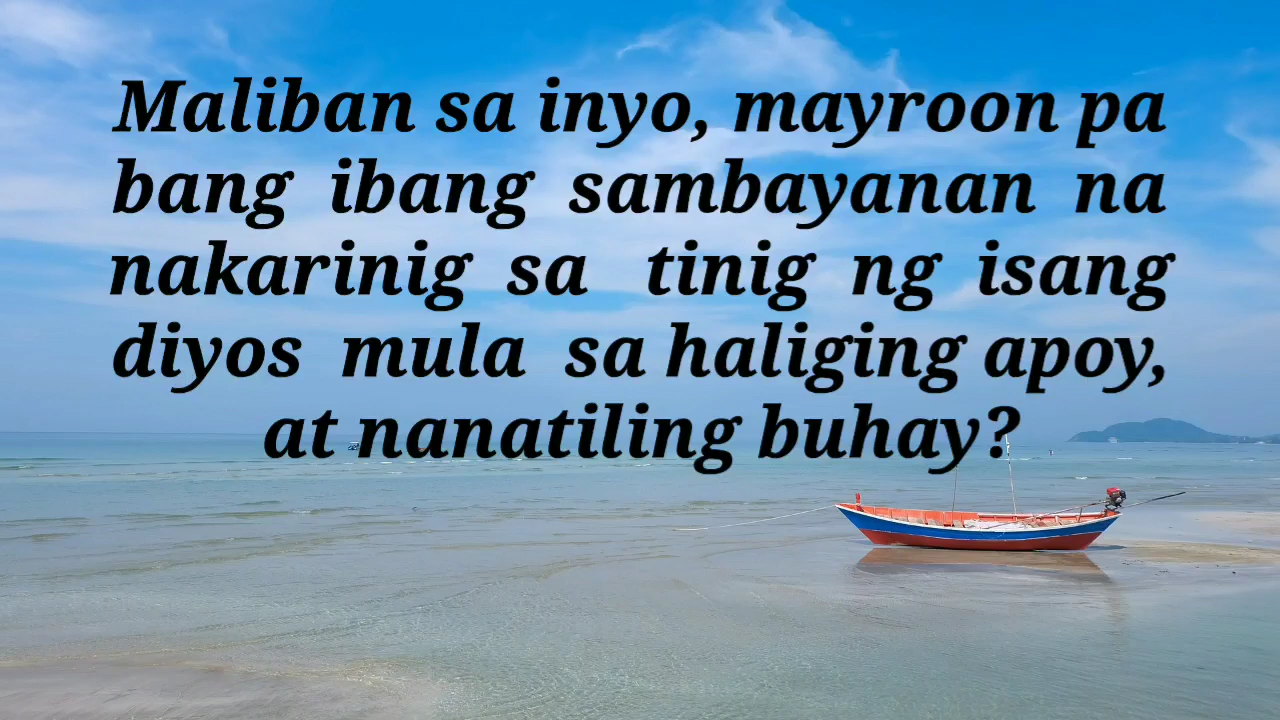 Maliban sa inyo, mayroon pa
bang ibang sambayanan na
nakarinig sa tinig ng isang
diyos mula sa haliging apoy,
at nanatiling buhay?